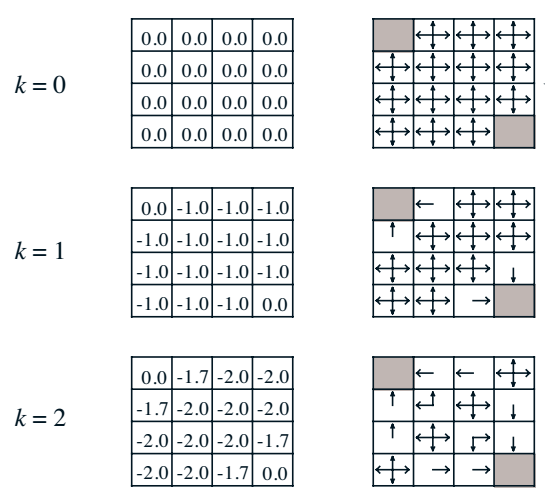 k = 0
0.0 0.0 0.0 0.0
0.0 0.0 0.0 0.0
0.0 0.0 0.0 0.0
0.0 0.0 0.0 0.0
k = 1
0.0 -1.0 -1.0 -1.0
-1.0 -1.0 -1.0 -1.0
-1.0 -1.0 -1.0 -1.0
-1.0 -1.0 -1.0 0.0
k = 2
0.0 -1.7 -2.0 -2.0
-1.7 -2.0 -2.0 -2.0
-2.0 -2.0 -2.0 -1.7
-2.0 -2.0 -1.7 0.0